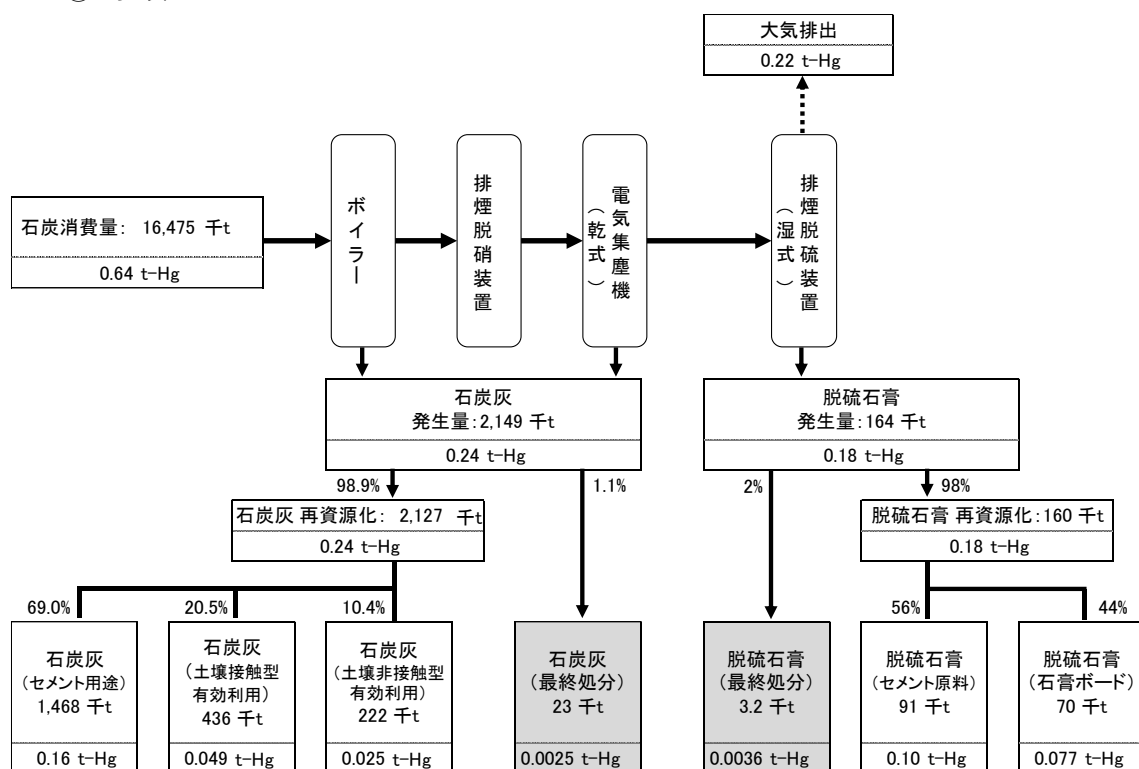 大気排出
0.22 t-Hg
石炭消費量: 16,475 千t
0.64 t-Hg
ボイラー
排煙脱硝装置
電気集塵機
(乾式)
排煙脱硫装置
(湿式)
石炭灰
発生量:2,149 千t
0.24 t-Hg
脱硫石膏
発生量:164 千t
0.18 t-Hg
98.9%
1.1%
2%
98%
石炭灰 再資源化: 2,127 千t
0.24 t-Hg
脱硫石膏 再資源化:160 千t
0.18 t-Hg
69.0%
20.5%
10.4%
56%
44%
石炭灰
(セメント用途)
1,468 千t
0.16 t-Hg
石炭灰
(土壌接触型
有効利用)
436 千t
0.049 t-Hg
石炭灰
(土壌非接触型
有効利用)
222 千t
0.025 t-Hg
石炭灰
(最終処分)
23 千t
0.0025 t-Hg
脱硫石膏
(最終処分)
3.2 千t
0.0036 t-Hg
脱硫石膏
(セメント原料)
91 千t
0.10 t-Hg
脱硫石膏
(石膏ボード)
70 千t
0.077 t-Hg